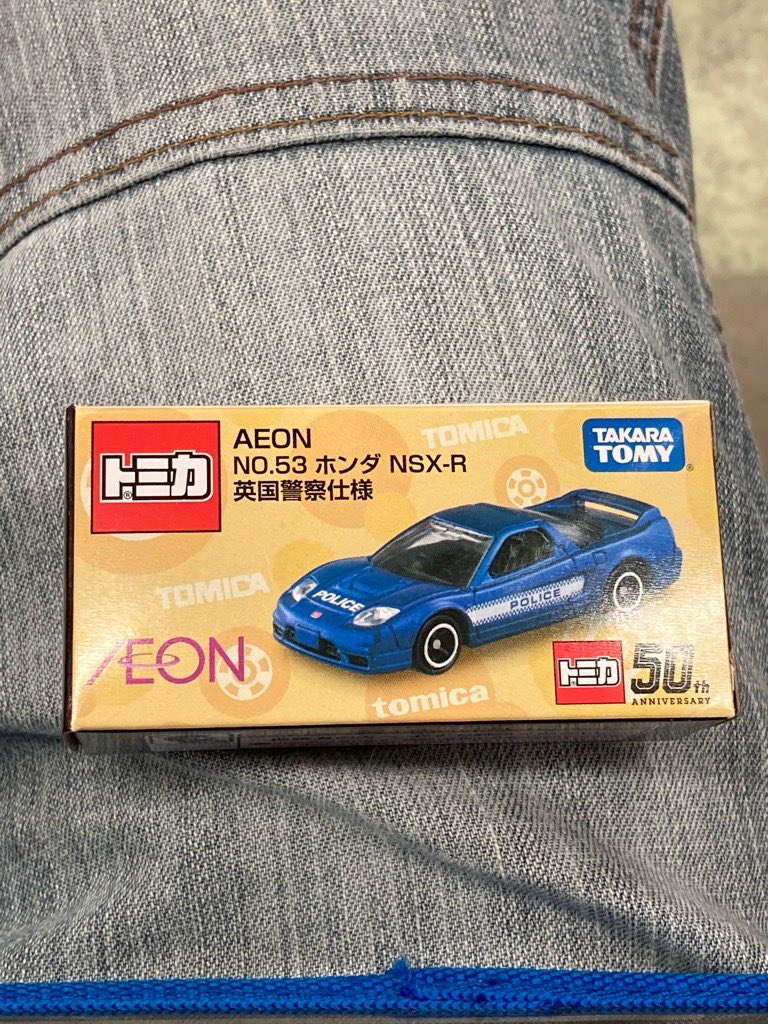 トミカ
AEON
NO.53 ホンダ NSX-R
英国警察仕様
TOMICA
TAKARA
TOMY
TOMICA
POLICE
POLICE
AEON
tomica
トミカ
50th
ANNIVERSARY